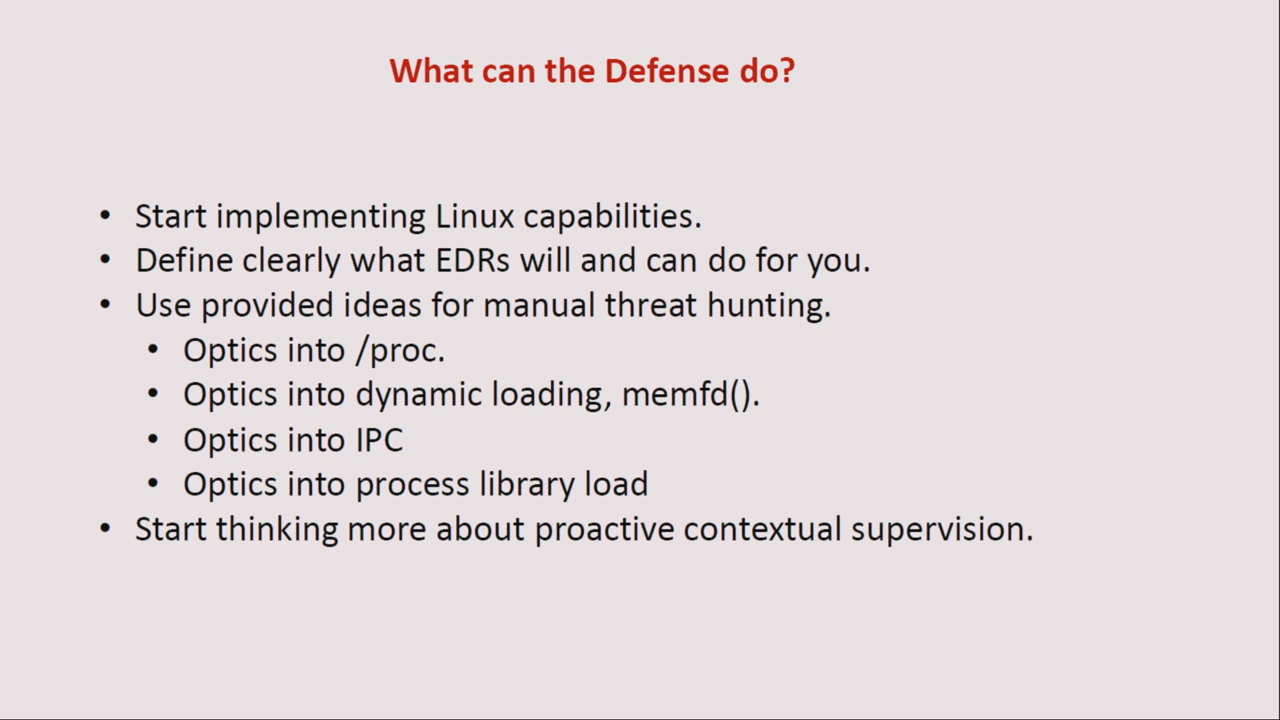 What can the Defense do?
• Start implementing Linux capabilities.
• Define clearly what EDRs will and can do for you.
• Use provided ideas for manual threat hunting.
• Optics into /proc.
• Optics into dynamic loading, memfd().
• Optics into IPC
• Optics into process library load
• Start thinking more about proactive contextual supervision.